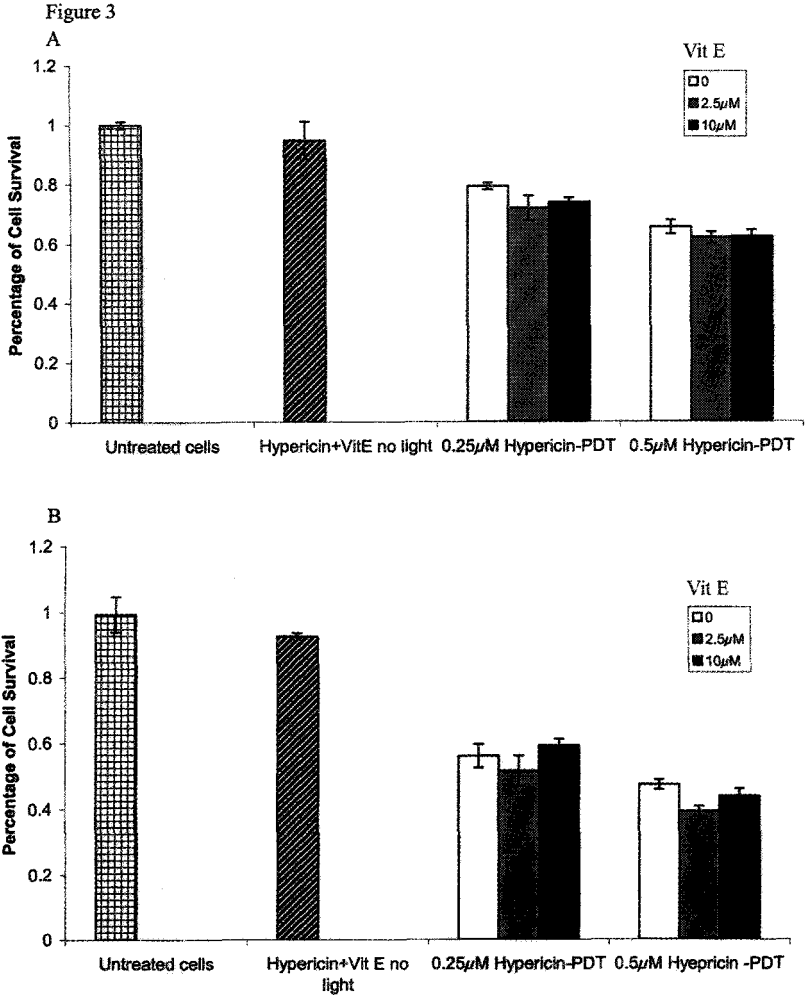 Figure 3
A
Vit E
0
2.5µM
10µM
1.2
1
0.8
0.6
0.4
0.2
0
Percentage of Cell Survival
Untreated cells
Hypericin+VitE no light
0.25µM Hypericin-PDT
0.5µM Hypericin-PDT
B
Vit E
0
2.5µM
10µM
1.2
1
0.8
0.6
0.4
0.2
0
Percentage of Cell Survival
Untreated cells
Hypericin+Vit E no
light
0.25µM Hypericin-PDT
0.5µM Hyepricin -PDT